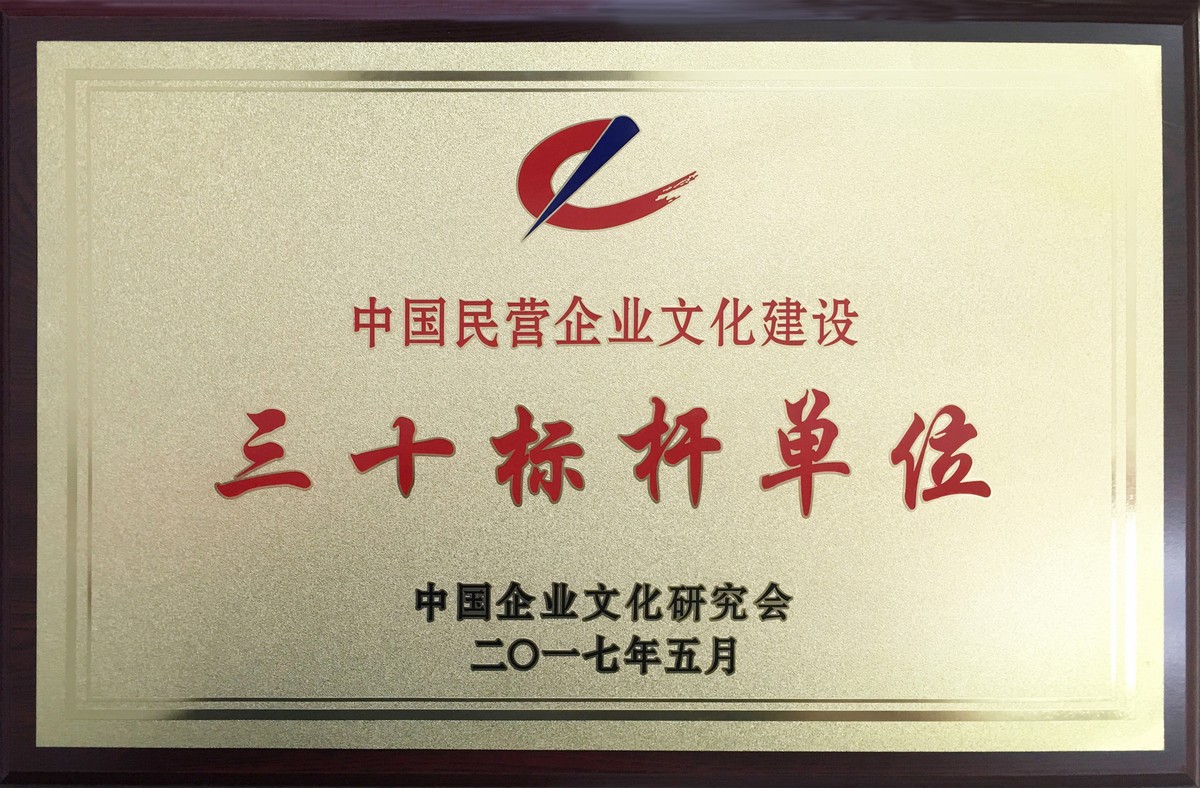 中国民营企业文化建设
三十标杆单位
中国企业文化研究会
二〇一七年五月